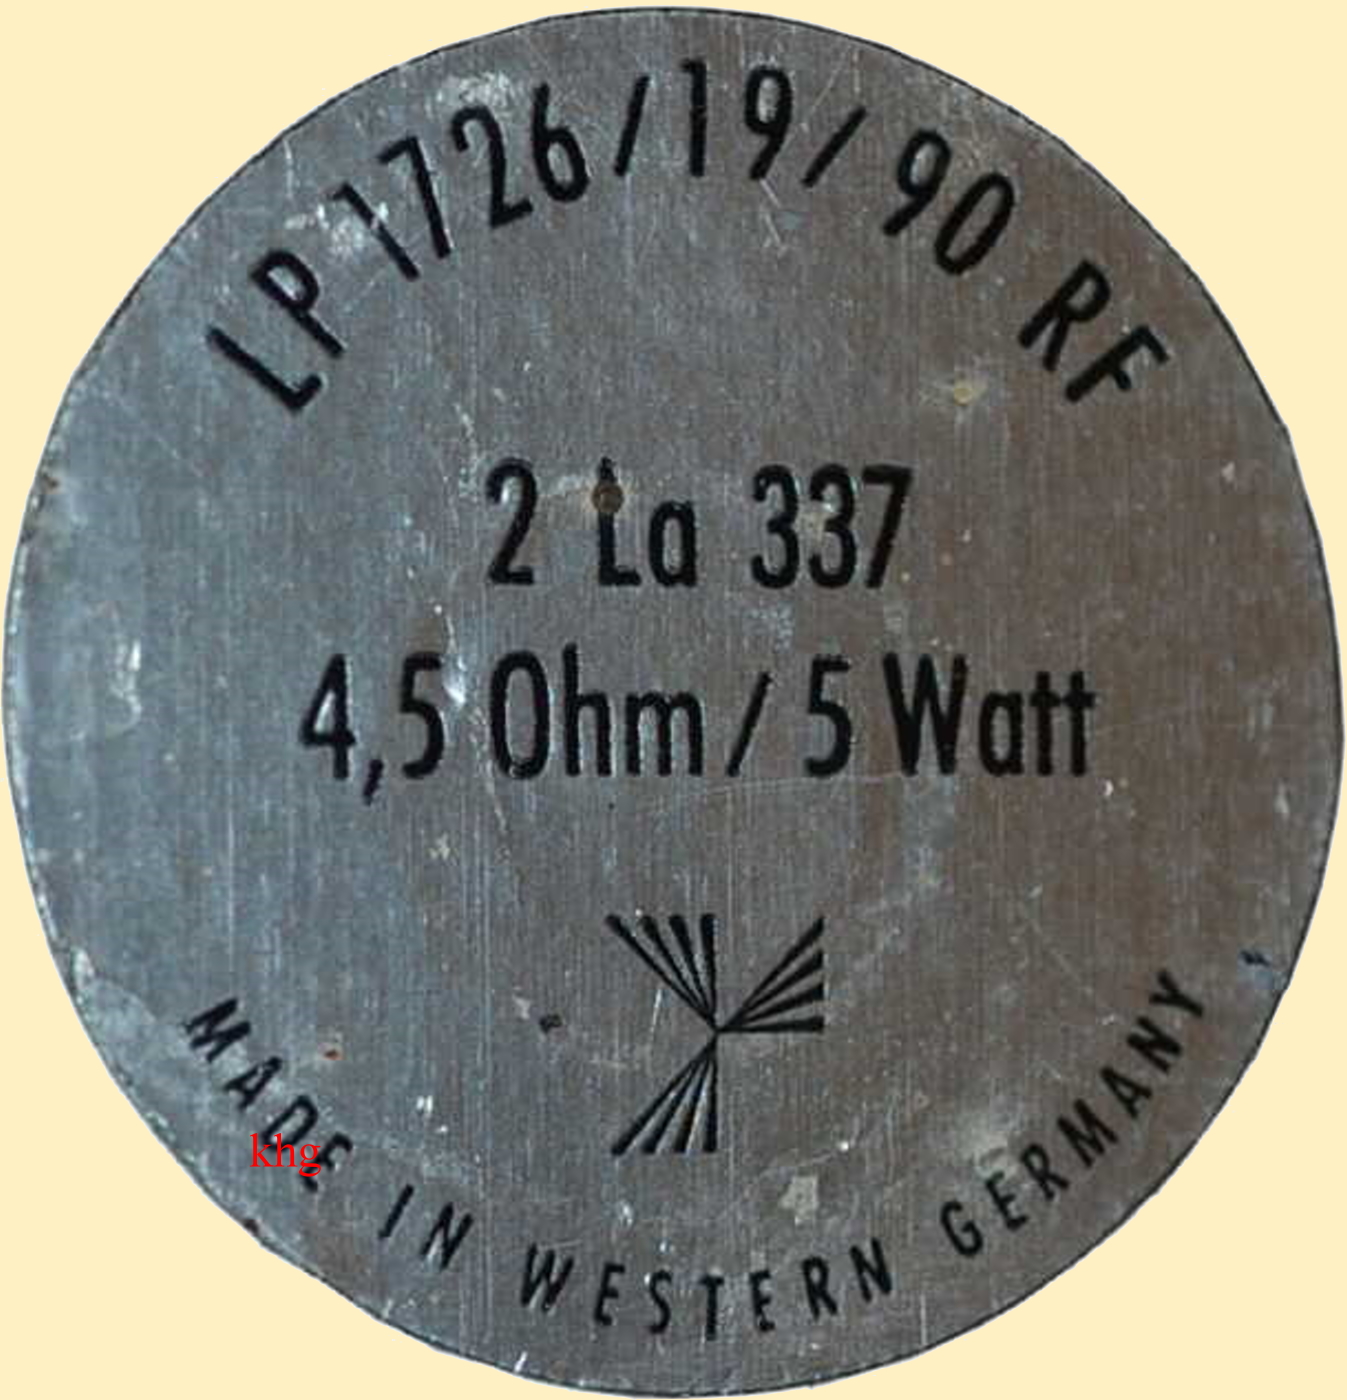 LP 1726/19/90 RF
2 La 337
4,5 Ohm/5 Watt
MADE IN WESTERN GERMANY
khg